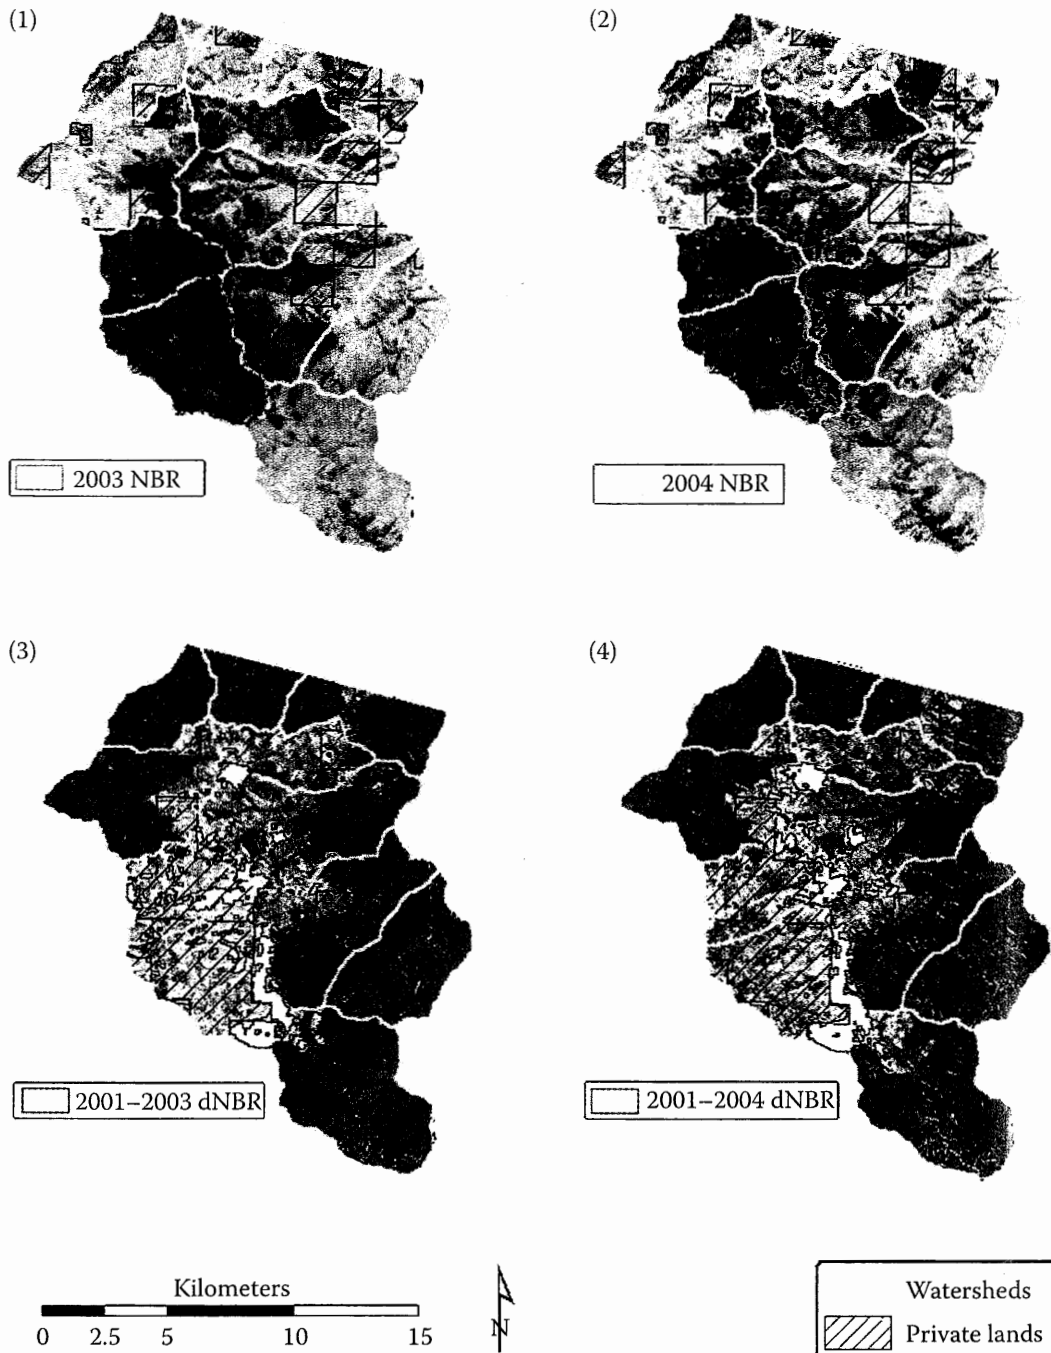 (1)
(2)
2003 NBR
2004 NBR
(3)
(4)
2001–2003 dNBR
2001–2004 dNBR
Kilometers
0 2.5 5 10 15
N
Watersheds
Private lands